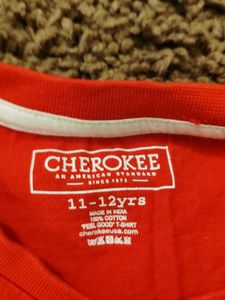 CHEROKEE
AN AMERICAN STANDARD
SINCE 1973
11-12yrs
MADE IN INDIA
100% COTTON
"FEEL GOOD" T-SHIRT
cherokeeusa.com